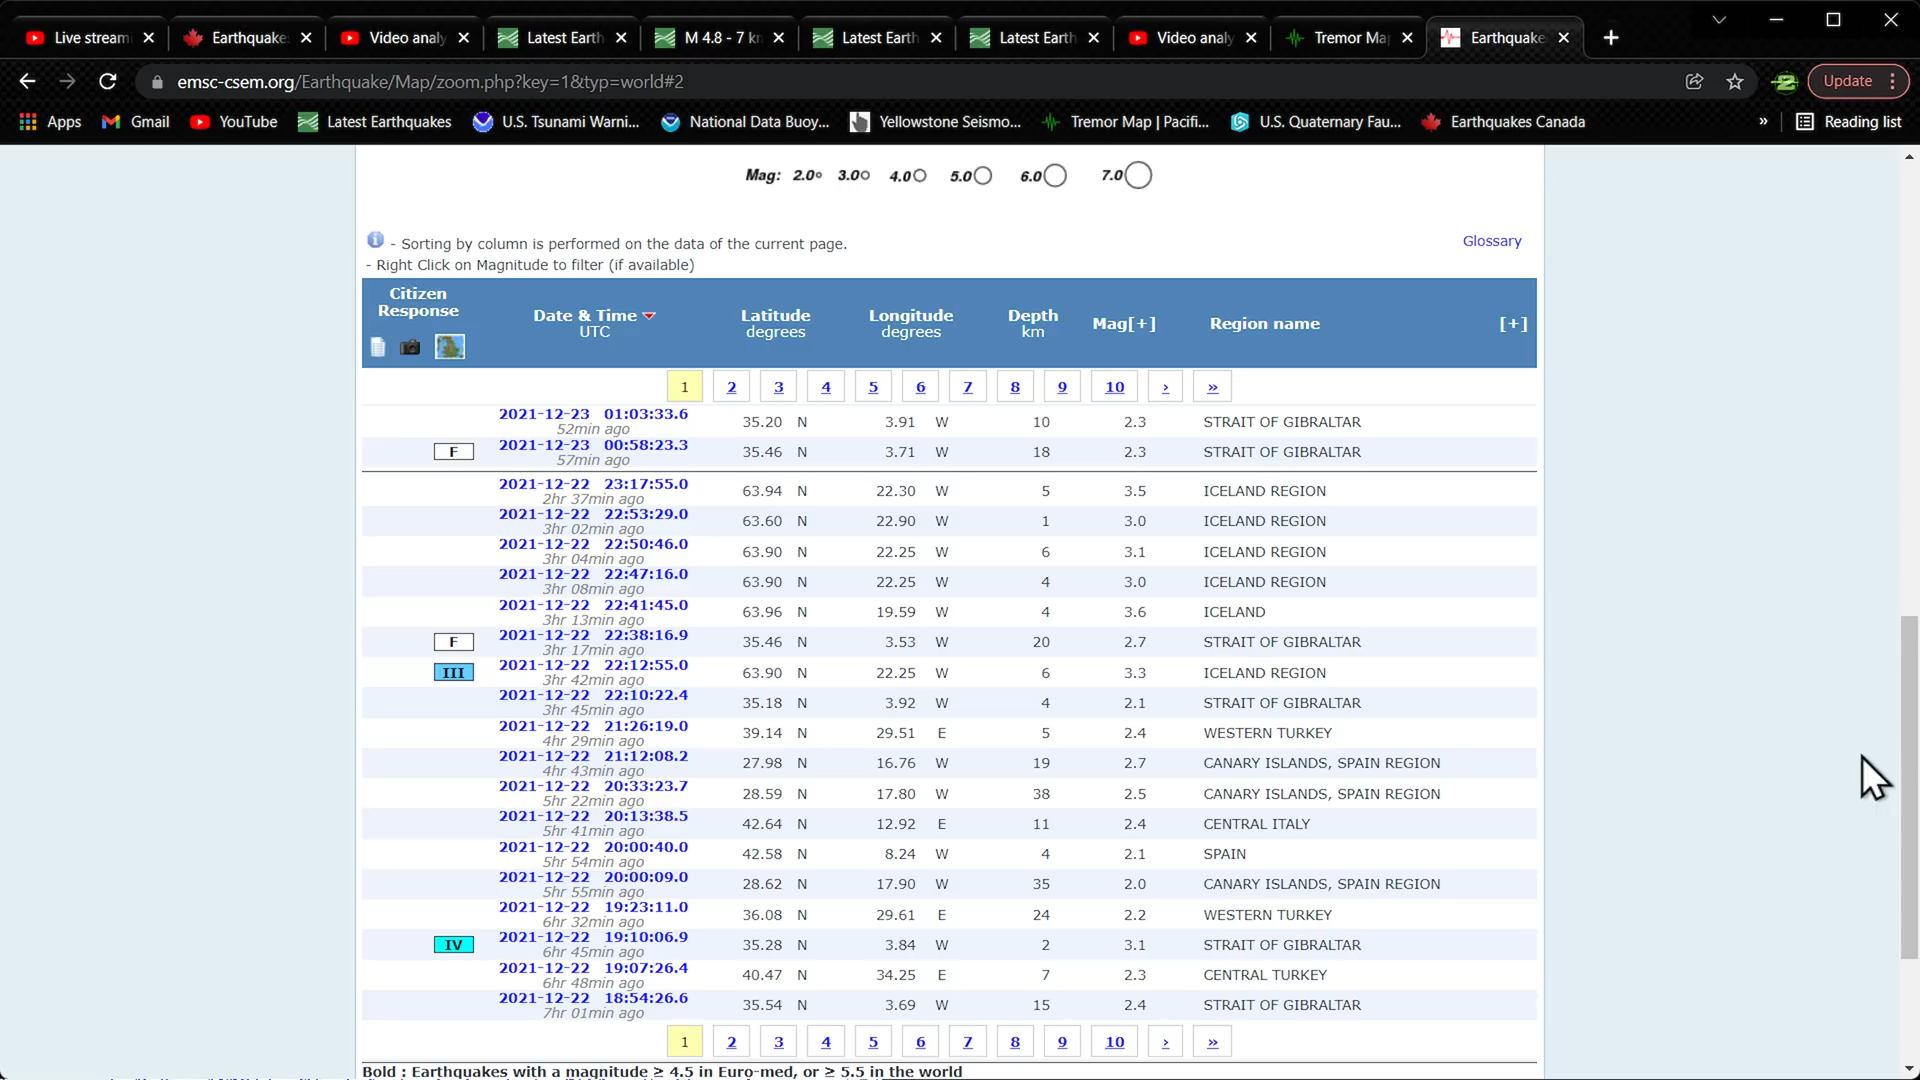 Live stream
Earthquake
Video analy
Latest Earth
M 4.8 - 7 k
Latest Earth
Latest Earth
Video analy
Tremor Ma
Earthquake
emsc-csem.org/Earthquake/Map/zoom.php?key=1&typ=world#2
Update
Apps
Gmail
YouTube
Latest Earthquakes
U.S. Tsunami Warni...
National Data Buoy...
Yellowstone Seismo...
Tremor Map | Pacifi...
U.S. Quaternary Fau...
Earthquakes Canada
»
Reading list
Mag: 2.0 3.0 4.0 5.0 6.0 7.0
- Sorting by column is performed on the data of the current page.
Glossary
- Right Click on Magnitude to filter (if available)
Citizen Response
Date & Time UTC
Latitude degrees
Longitude degrees
Depth km
Mag[+]
Region name
[+]
1 2 3 4 5 6 7 8 9 10 › »
2021-12-23 01:03:33.6 52min ago 35.20 N 3.91 W 10 2.3 STRAIT OF GIBRALTAR
F 2021-12-23 00:58:23.3 57min ago 35.46 N 3.71 W 18 2.3 STRAIT OF GIBRALTAR
2021-12-22 23:17:55.0 2hr 37min ago 63.94 N 22.30 W 5 3.5 ICELAND REGION
2021-12-22 22:53:29.0 3hr 02min ago 63.60 N 22.90 W 1 3.0 ICELAND REGION
2021-12-22 22:50:46.0 3hr 04min ago 63.90 N 22.25 W 6 3.1 ICELAND REGION
2021-12-22 22:47:16.0 3hr 08min ago 63.90 N 22.25 W 4 3.0 ICELAND REGION
2021-12-22 22:41:45.0 3hr 13min ago 63.96 N 19.59 W 4 3.6 ICELAND
F 2021-12-22 22:38:16.9 3hr 17min ago 35.46 N 3.53 W 20 2.7 STRAIT OF GIBRALTAR
III 2021-12-22 22:12:55.0 3hr 42min ago 63.90 N 22.25 W 6 3.3 ICELAND REGION
2021-12-22 22:10:22.4 3hr 45min ago 35.18 N 3.92 W 4 2.1 STRAIT OF GIBRALTAR
2021-12-22 21:26:19.0 4hr 29min ago 39.14 N 29.51 E 5 2.4 WESTERN TURKEY
2021-12-22 21:12:08.2 4hr 43min ago 27.98 N 16.76 W 19 2.7 CANARY ISLANDS, SPAIN REGION
2021-12-22 20:33:23.7 5hr 22min ago 28.59 N 17.80 W 38 2.5 CANARY ISLANDS, SPAIN REGION
2021-12-22 20:13:38.5 5hr 41min ago 42.64 N 12.92 E 11 2.4 CENTRAL ITALY
2021-12-22 20:00:40.0 5hr 54min ago 42.58 N 8.24 W 4 2.1 SPAIN
2021-12-22 20:00:09.0 5hr 55min ago 28.62 N 17.90 W 35 2.0 CANARY ISLANDS, SPAIN REGION
2021-12-22 19:23:11.0 6hr 32min ago 36.08 N 29.61 E 24 2.2 WESTERN TURKEY
IV 2021-12-22 19:10:06.9 6hr 45min ago 35.28 N 3.84 W 2 3.1 STRAIT OF GIBRALTAR
2021-12-22 19:07:26.4 6hr 48min ago 40.47 N 34.25 E 7 2.3 CENTRAL TURKEY
2021-12-22 18:54:26.6 7hr 01min ago 35.54 N 3.69 W 15 2.4 STRAIT OF GIBRALTAR
1 2 3 4 5 6 7 8 9 10 › »
Bold : Earthquakes with a magnitude ≥ 4.5 in Euro-med, or ≥ 5.5 in the world